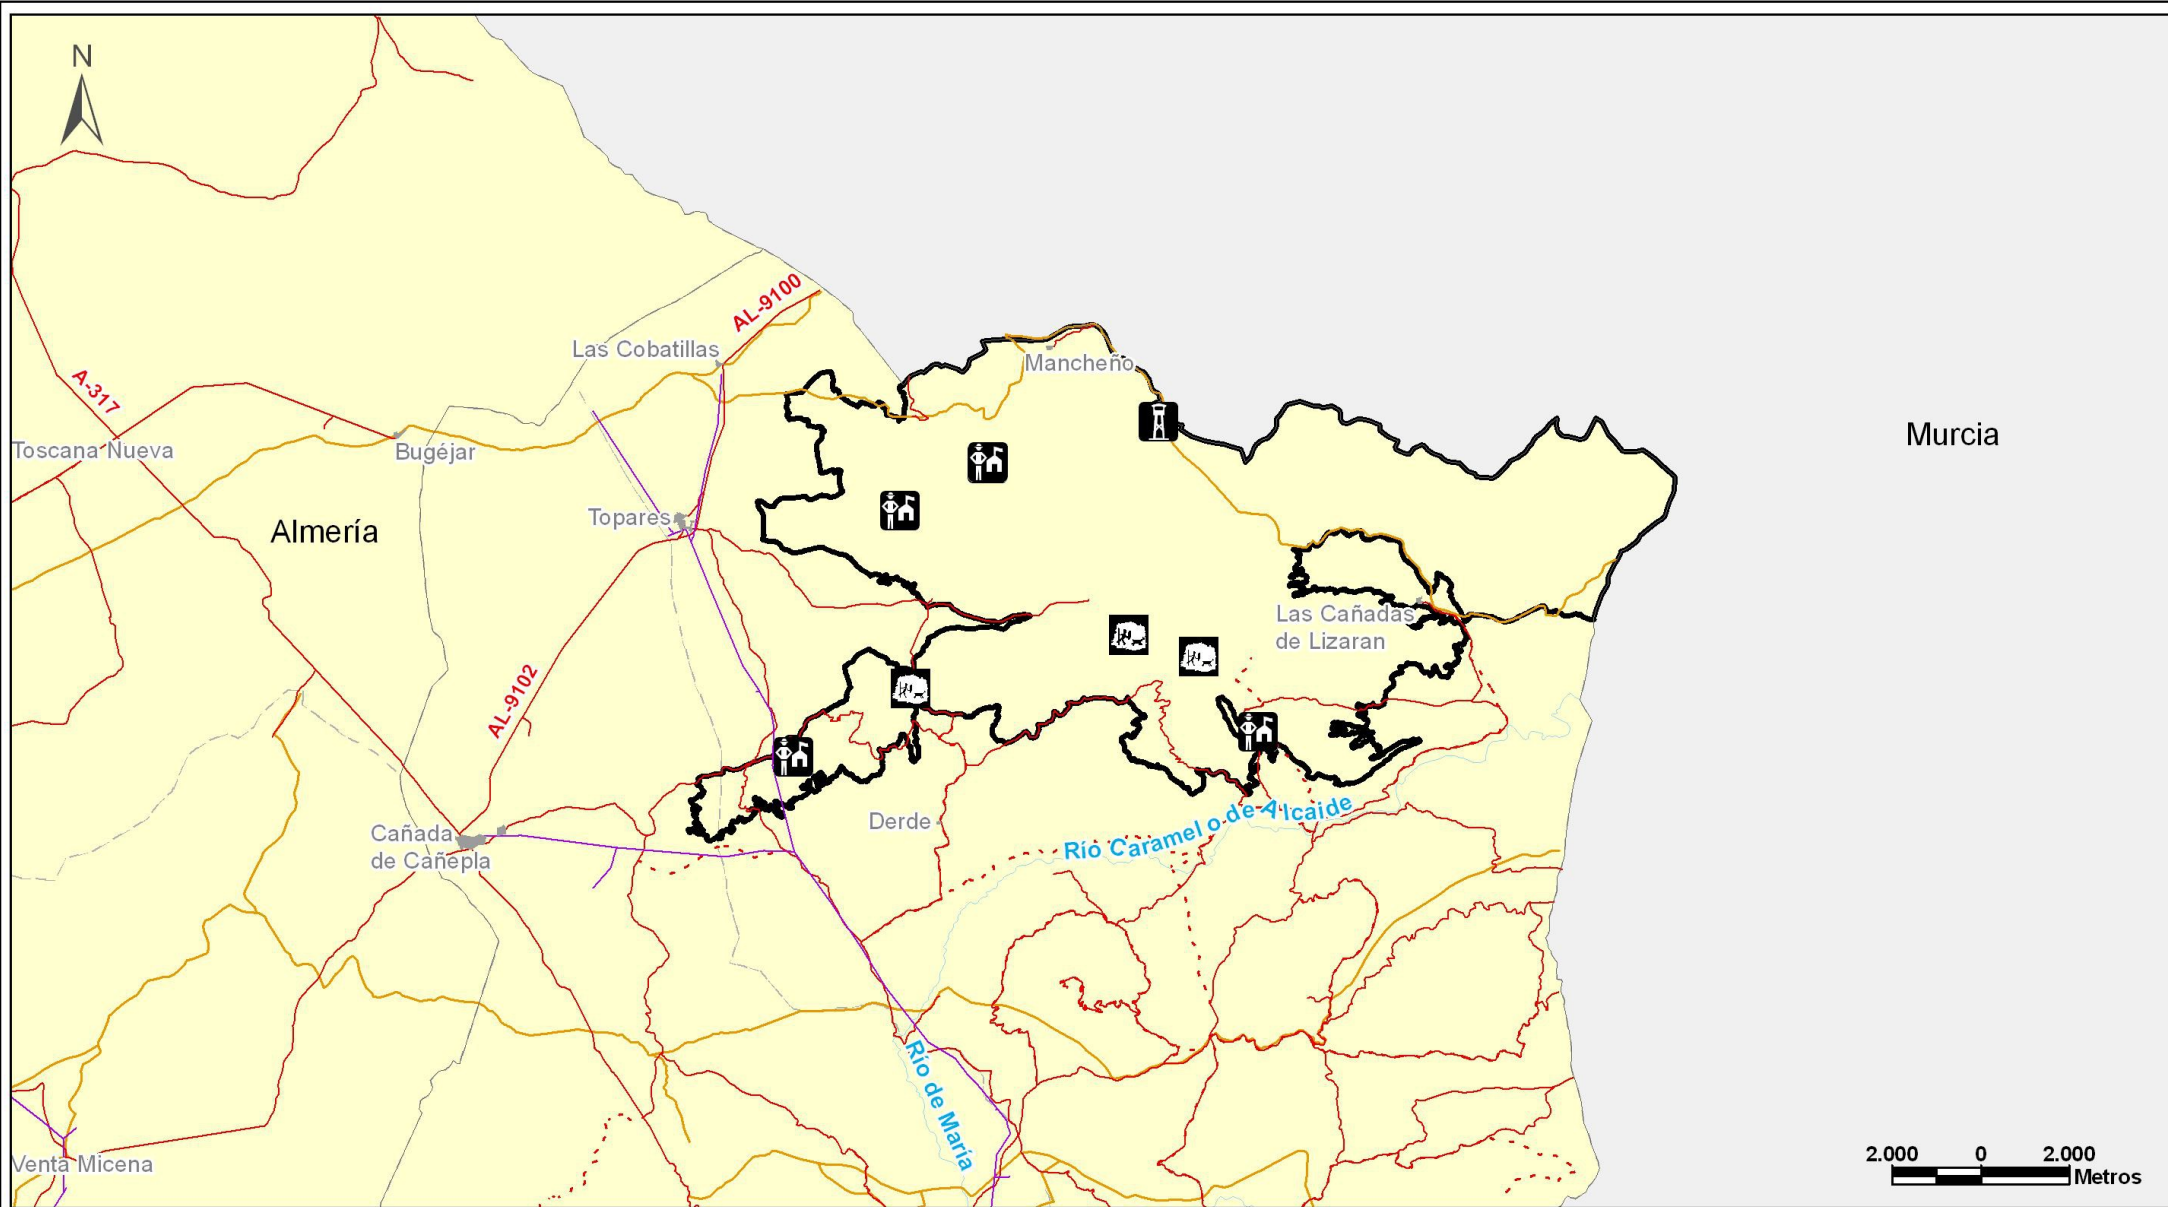 N
AL-9100
Las Cobatillas
Mancheño
A-317
Murcia
Toscana Nueva
Bugéjar
Topares
Almería
Las Cañadas
de Lizaran
AL-9102
Derde
Río Caramel o de Alcaide
Cañada
de Cañepla
Río de María
Venta Micena
2.000 0 2.000
Metros